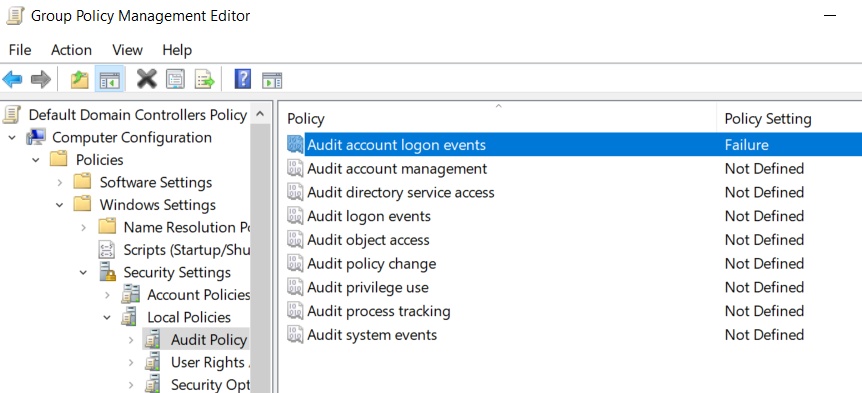 Group Policy Management Editor
File Action View Help
Default Domain Controllers Policy
Computer Configuration
Policies
Software Settings
Windows Settings
Name Resolution Po
Scripts (Startup/Shu
Security Settings
Account Policies
Local Policies
Audit Policy
User Rights
Security Opt
Policy Policy Setting
Audit account logon events Failure
Audit account management Not Defined
Audit directory service access Not Defined
Audit logon events Not Defined
Audit object access Not Defined
Audit policy change Not Defined
Audit privilege use Not Defined
Audit process tracking Not Defined
Audit system events Not Defined